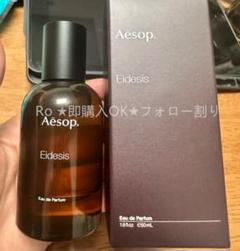 Aēsop.
Eidesis
Ro ★即購入OK★フォロー割り
Aesop.
Eidesis
Eau de Parfum
Eau de Parfum
1.6 fl oz ℮50 mL